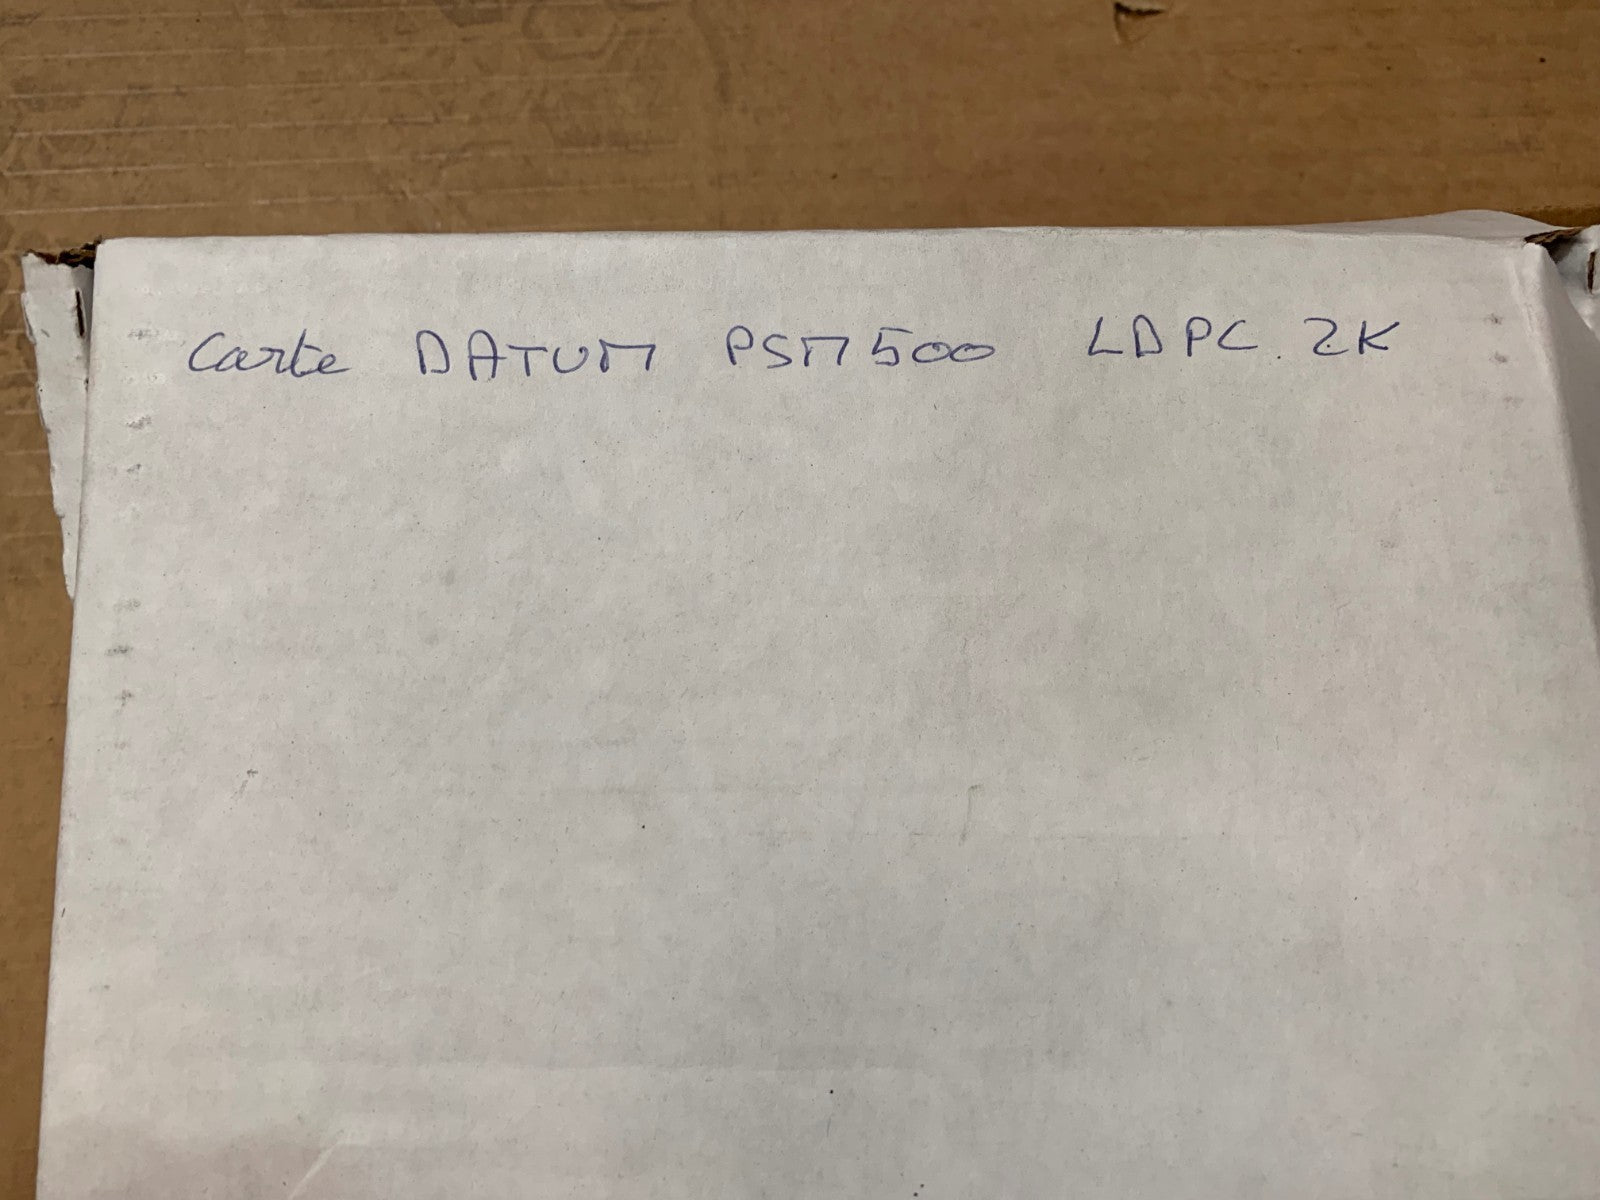 Carte DATUM PSM500 LDPC 2K